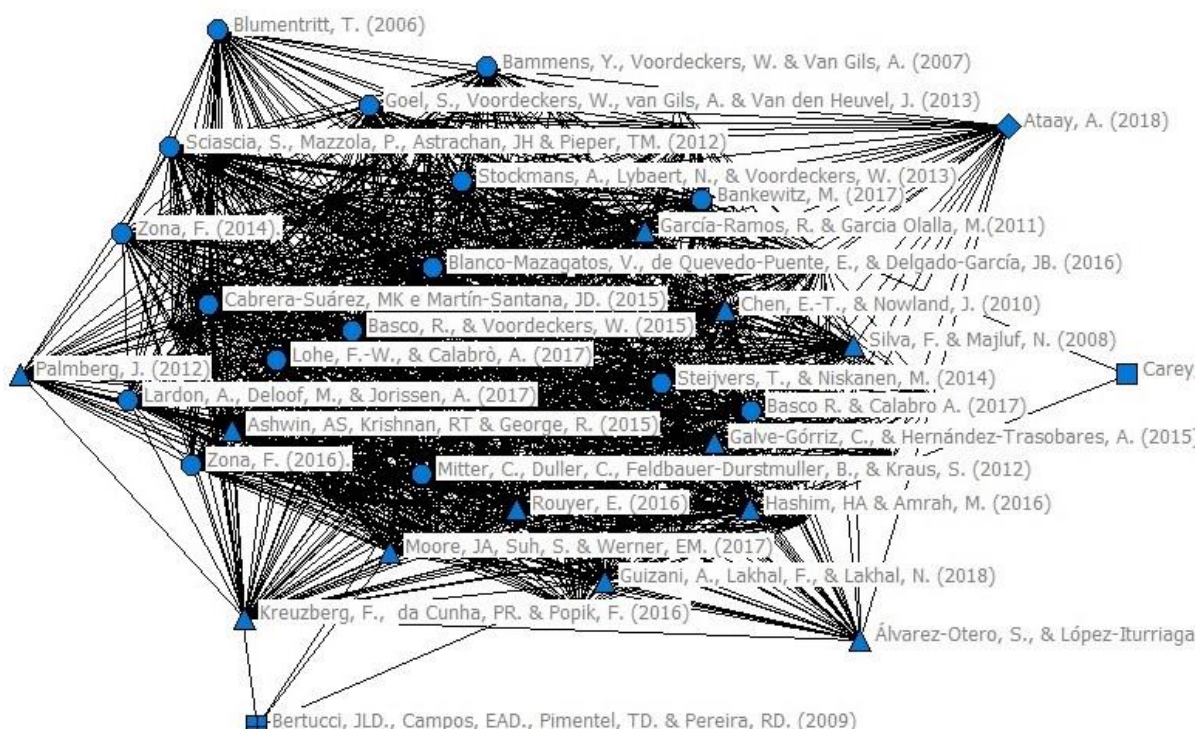 Blumentritt, T. (2006)
Bammens, Y., Voordeckers, W. & Van Gils, A. (2007)
Goel, S., Voordeckers, W., van Gils, A. & Van den Heuvel, J. (2013)
Ataay, A. (2018)
Sciascia, S., Mazzola, P., Astrachan, JH & Pieper, TM. (2012)
Stockmans, A., Lybaert, N., & Voordeckers, W. (2013)
Bankewitz, M. (2017)
Zona, F. (2014).
García-Ramos, R. & Garcia Olalla, M.(2011)
Blanco-Mazagatos, V., de Quevedo-Puente, E., & Delgado-García, JB. (2016)
Cabrera-Suárez, MK e Martín-Santana, JD. (2015)
Chen, E.-T., & Nowland, J. (2010)
Basco, R., & Voordeckers, W. (2015)
Silva, F. & Majluf, N. (2008)
Lohe, F.-W., & Calabrò, A. (2017)
Palmberg, J. (2012)
Carey
Steijvers, T., & Niskanen, M. (2014)
Lardon, A., Deloof, M., & Jorissen, A. (2017)
Basco R. & Calabro A. (2017)
Ashwin, AS, Krishnan, RT & George, R. (2015)
Galve-Górriz, C., & Hernández-Trasobares, A. (2015)
Zona, F. (2016).
Mitter, C., Duller, C., Feldbauer-Durstmuller, B., & Kraus, S. (2012)
Rouyer, E. (2016)
Hashim, HA & Amrah, M. (2016)
Moore, JA, Suh, S. & Werner, EM. (2017)
Guizani, A., Lakhal, F., & Lakhal, N. (2018)
Kreuzberg, F., da Cunha, PR. & Popik, F. (2016)
Álvarez-Otero, S., & López-Iturriaga
Bertucci, JLD., Campos, EAD., Pimentel, TD. & Pereira, RD. (2009)